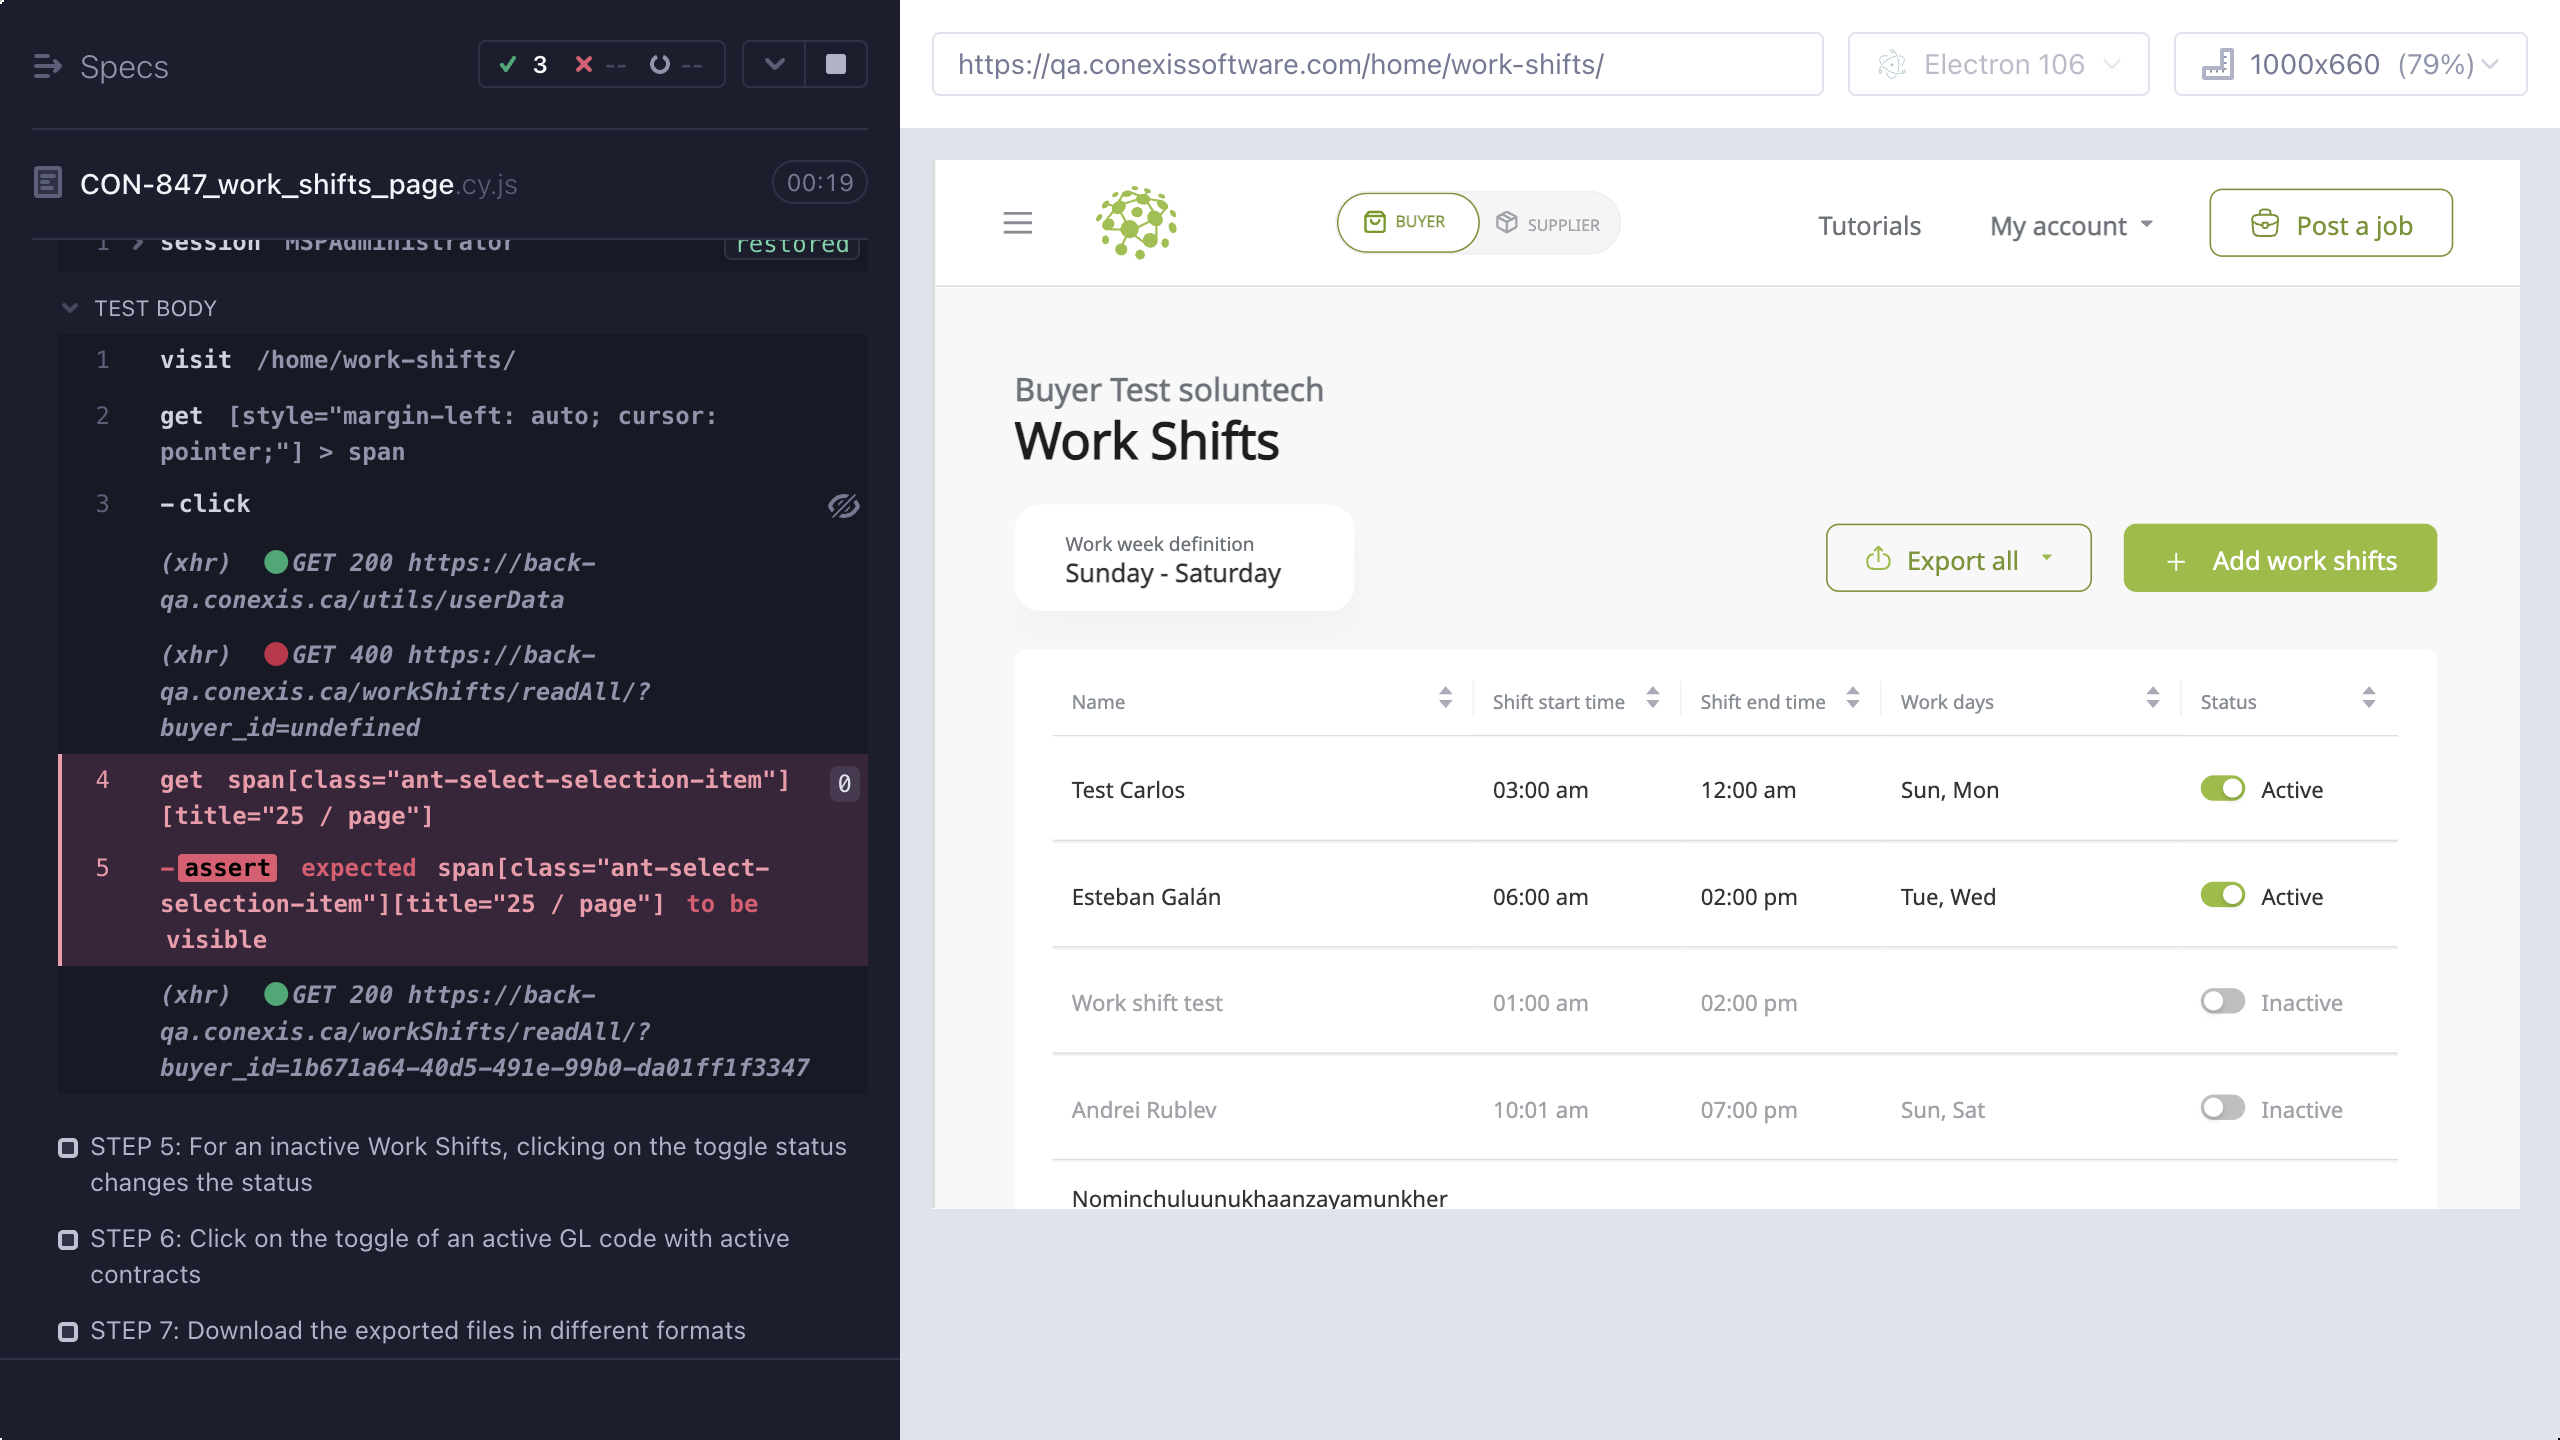 Specs
3 -- --
CON-847_work_shifts_page.cy.js 00:19
1 session MSPAdministrator restored
TEST BODY
1 visit /home/work-shifts/
2 get [style="margin-left: auto; cursor:
pointer;"] > span
3 -click
(xhr) GET 200 https://back-
qa.conexis.ca/utils/userData
(xhr) GET 400 https://back-
qa.conexis.ca/workShifts/readAll/?
buyer_id=undefined
4 get span[class="ant-select-selection-item"] 0
[title="25 / page"]
5 -assert expected span[class="ant-select-
selection-item"][title="25 / page"] to be
visible
(xhr) GET 200 https://back-
qa.conexis.ca/workShifts/readAll/?
buyer_id=1b671a64-40d5-491e-99b0-da01ff1f3347
STEP 5: For an inactive Work Shifts, clicking on the toggle status
changes the status
STEP 6: Click on the toggle of an active GL code with active
contracts
STEP 7: Download the exported files in different formats
https://qa.conexissoftware.com/home/work-shifts/ Electron 106 1000x660 (79%)
BUYER SUPPLIER Tutorials My account Post a job
Buyer Test soluntech
Work Shifts
Work week definition
Sunday - Saturday
Export all + Add work shifts
Name Shift start time Shift end time Work days Status
Test Carlos 03:00 am 12:00 am Sun, Mon Active
Esteban Galán 06:00 am 02:00 pm Tue, Wed Active
Work shift test 01:00 am 02:00 pm Inactive
Andrei Rublev 10:01 am 07:00 pm Sun, Sat Inactive
Nominchuluunukhaanzayamunkher